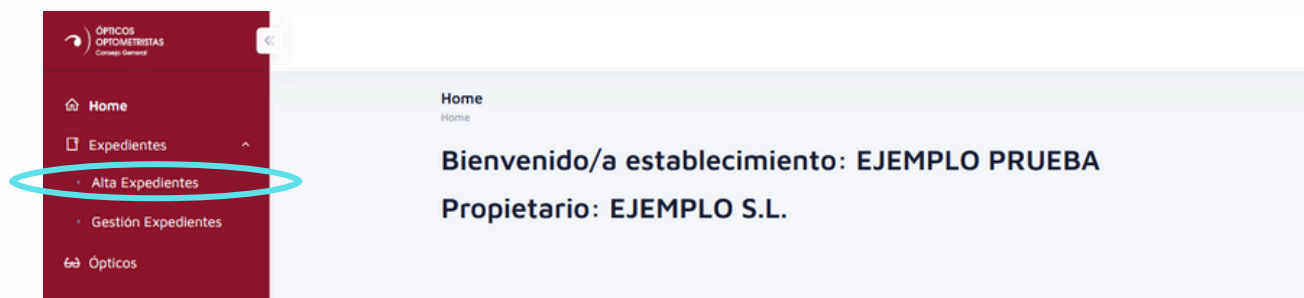 ÓPTICOS
OPTOMETRISTAS
Consejo General
Home
Expedientes
Alta Expedientes
Gestión Expedientes
Ópticos
Home
Home
Bienvenido/a establecimiento: EJEMPLO PRUEBA
Propietario: EJEMPLO S.L.